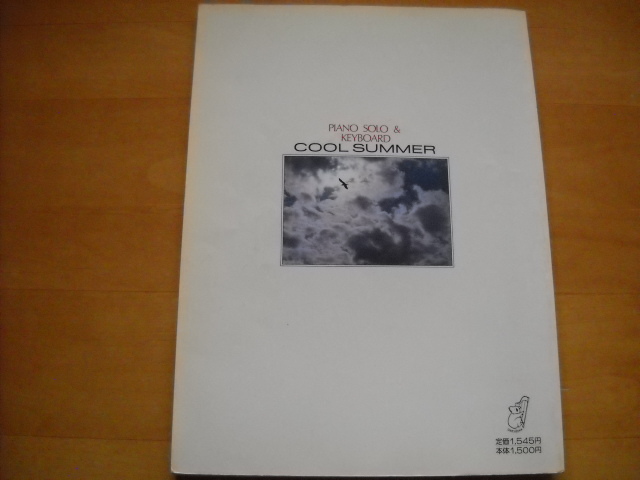 PIANO SOLO &
KEYBOARD
COOL SUMMER
定価1,545円
本体1,500円